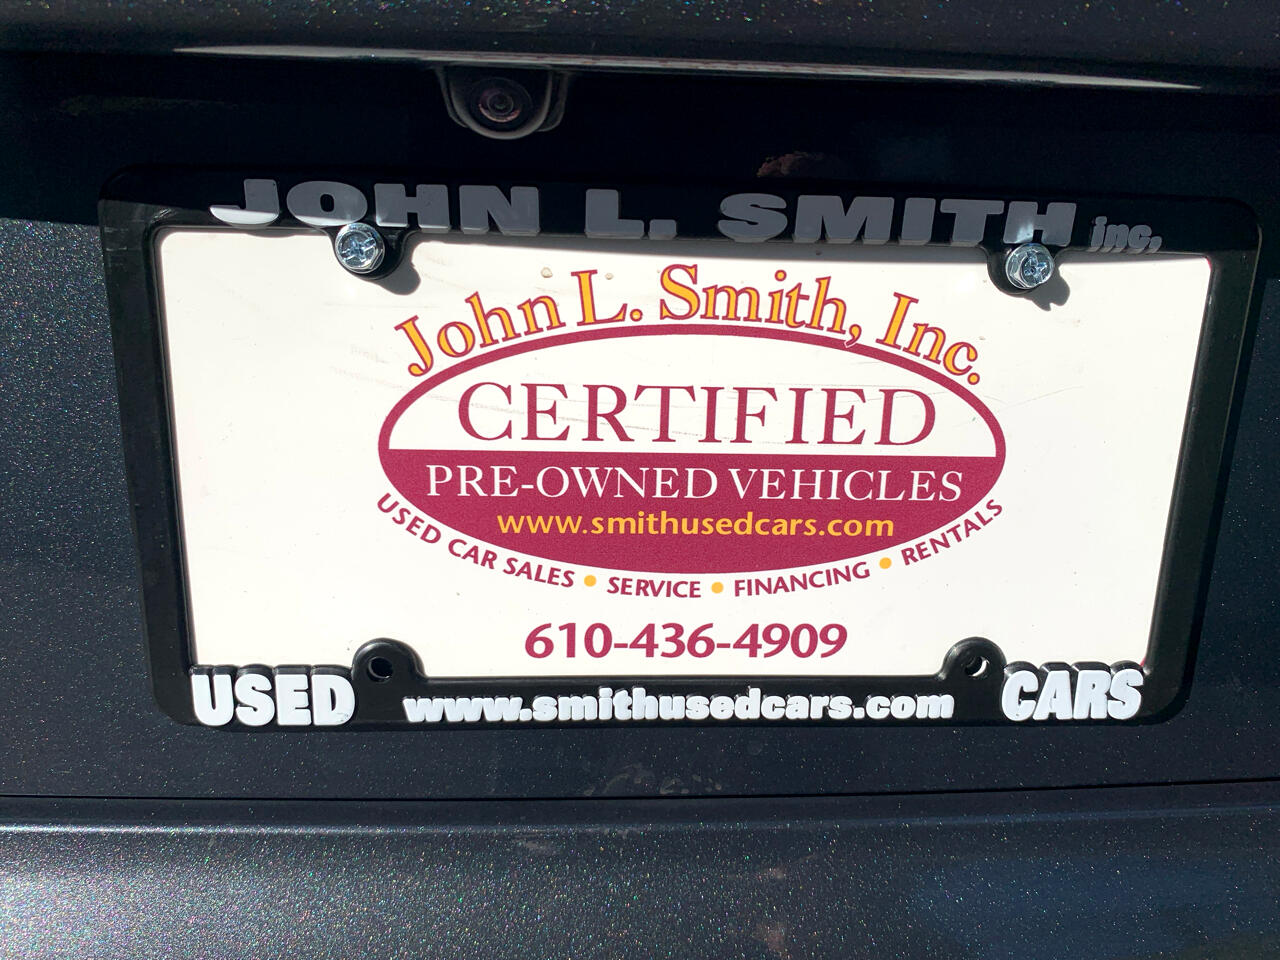 JOHN L. SMITH inc.
John L. Smith, Inc.
CERTIFIED
PRE-OWNED VEHICLES
www.smithusedcars.com
USED CAR SALES • SERVICE • FINANCING • RENTALS
610-436-4909
USED www.smithusedcars.com CARS